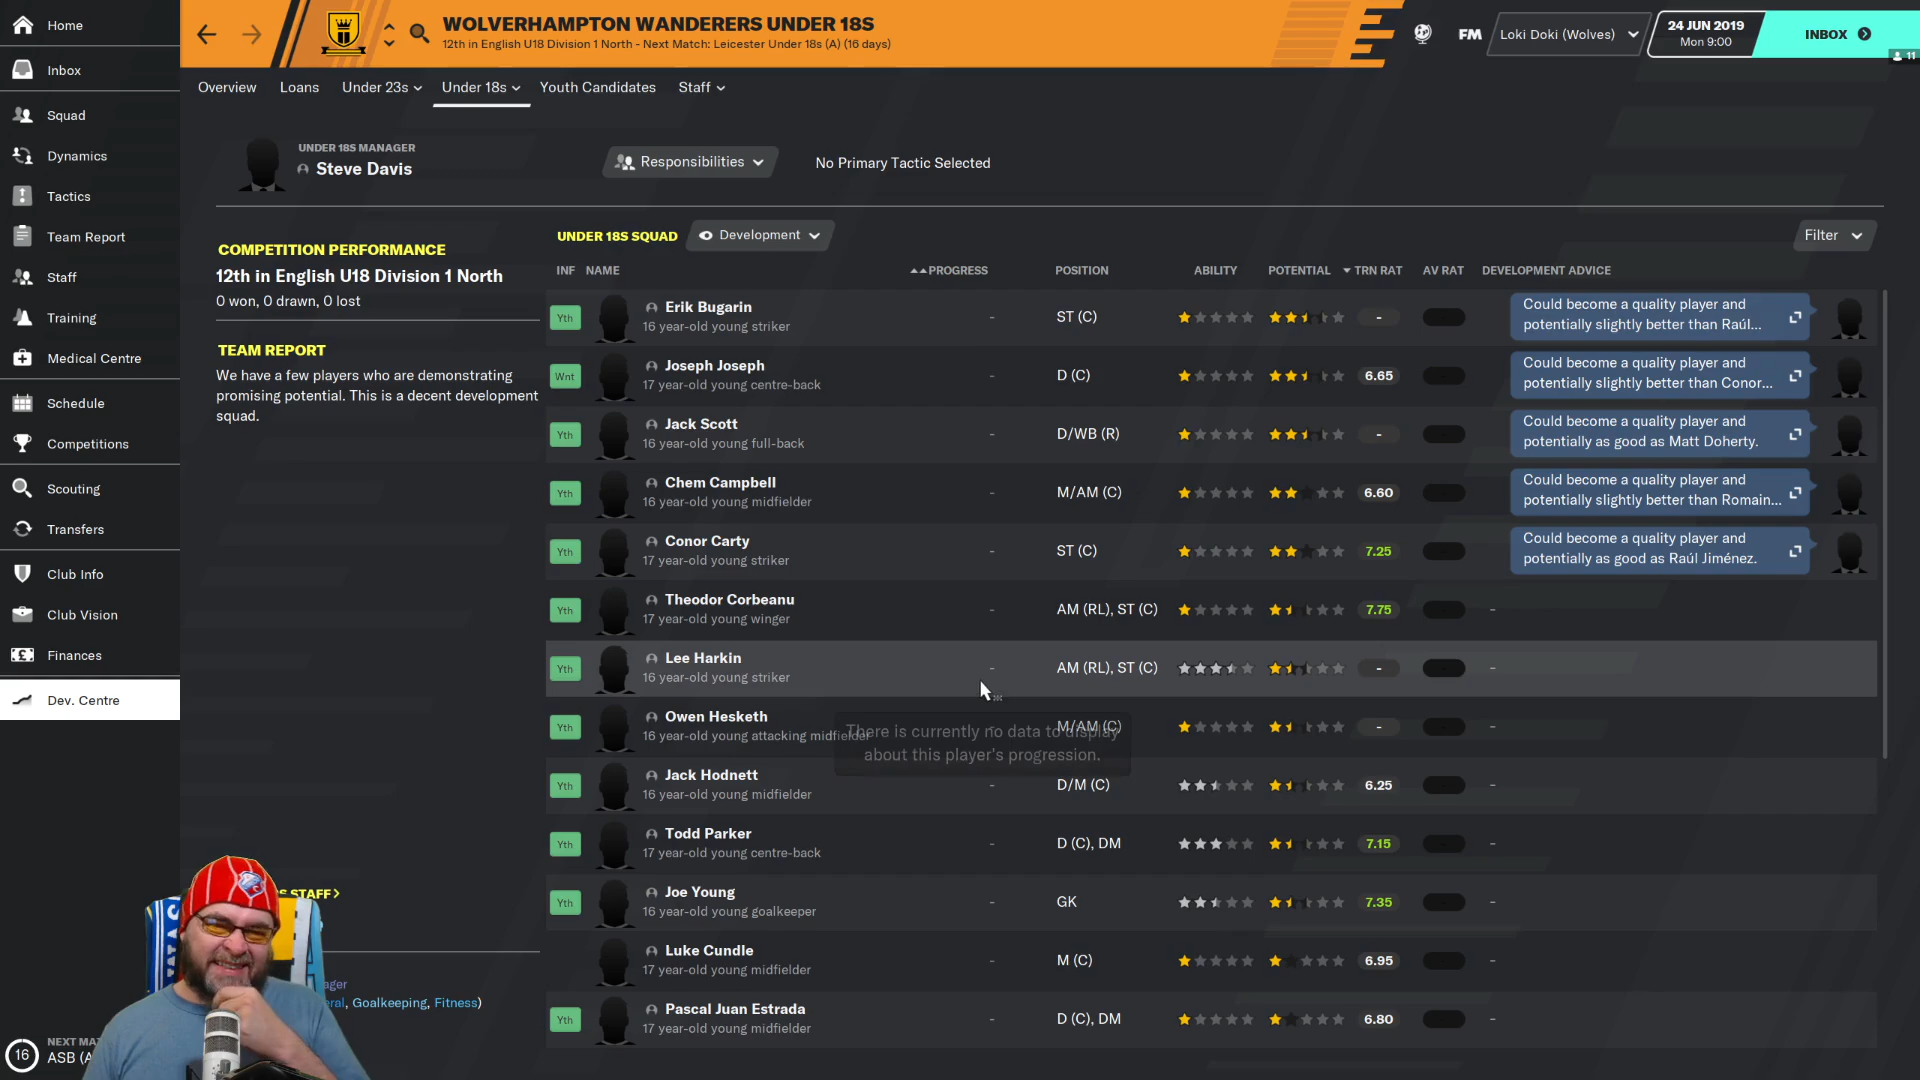 Home
Inbox
Squad
Dynamics
Tactics
Team Report
Staff
Training
Medical Centre
Schedule
Competitions
Scouting
Transfers
Club Info
Club Vision
Finances
Dev. Centre
WOLVERHAMPTON WANDERERS UNDER 18S
12th in English U18 Division 1 North - Next Match: Leicester Under 18s (A) (16 days)
FM
Loki Doki (Wolves)
24 JUN 2019
Mon 9:00
INBOX
11
Overview Loans Under 23s Under 18s Youth Candidates Staff
UNDER 18S MANAGER
Steve Davis
Responsibilities
No Primary Tactic Selected
COMPETITION PERFORMANCE
12th in English U18 Division 1 North
0 won, 0 drawn, 0 lost
TEAM REPORT
We have a few players who are demonstrating
promising potential. This is a decent development
squad.
UNDER 18S SQUAD Development Filter
INF NAME PROGRESS POSITION ABILITY POTENTIAL TRN RAT AV RAT DEVELOPMENT ADVICE
Yth Erik Bugarin - ST (C) -
16 year-old young striker
Could become a quality player and
potentially slightly better than Raúl...
Wnt Joseph Joseph - D (C) 6.65
17 year-old young centre-back
Could become a quality player and
potentially slightly better than Conor...
Yth Jack Scott - D/WB (R) -
16 year-old young full-back
Could become a quality player and
potentially as good as Matt Doherty.
Yth Chem Campbell - M/AM (C) 6.60
16 year-old young midfielder
Could become a quality player and
potentially slightly better than Romain...
Yth Conor Carty - ST (C) 7.25
17 year-old young striker
Could become a quality player and
potentially as good as Raúl Jiménez.
Yth Theodor Corbeanu - AM (RL), ST (C) 7.75 -
17 year-old young winger
Yth Lee Harkin - AM (RL), ST (C) - -
16 year-old young striker
Yth Owen Hesketh - M/AM (C) - -
16 year-old young attacking midfielder
There is currently no data to display
about this player's progression.
Yth Jack Hodnett - D/M (C) 6.25 -
16 year-old young midfielder
Yth Todd Parker - D (C), DM 7.15 -
17 year-old young centre-back
Yth Joe Young - GK 7.35 -
16 year-old young goalkeeper
Luke Cundle - M (C) 6.95 -
17 year-old young midfielder
Yth Pascal Juan Estrada - D (C), DM 6.80 -
17 year-old young midfielder
STAFF
Goalkeeping, Fitness)
16
NEXT
ASB